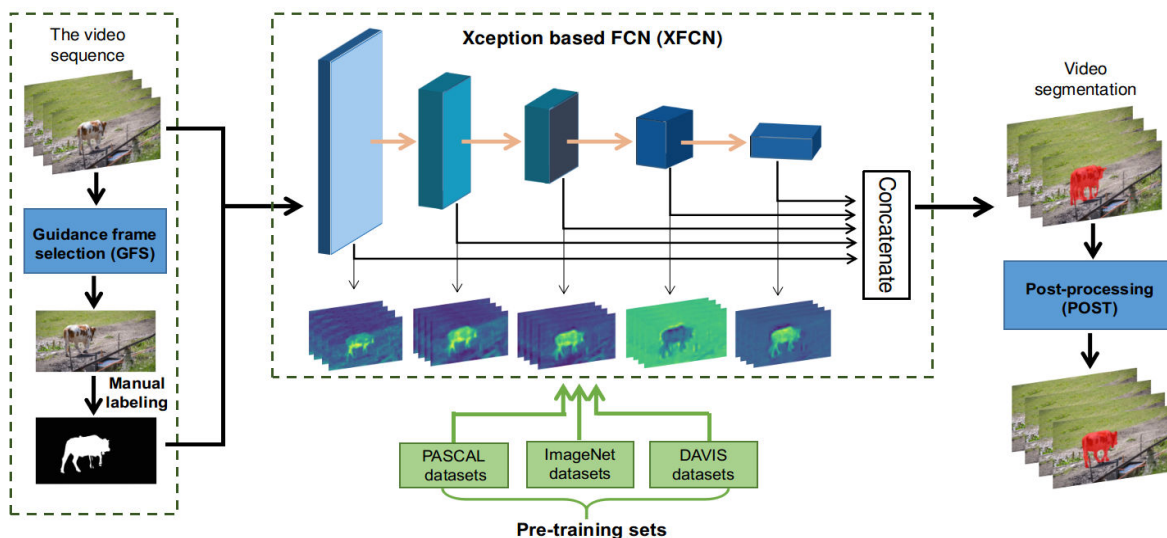 The video
sequence
Guidance frame
selection (GFS)
Manual
labeling
Xception based FCN (XFCN)
Concatenate
PASCAL
datasets
ImageNet
datasets
DAVIS
datasets
Pre-training sets
Video
segmentation
Post-processing
(POST)